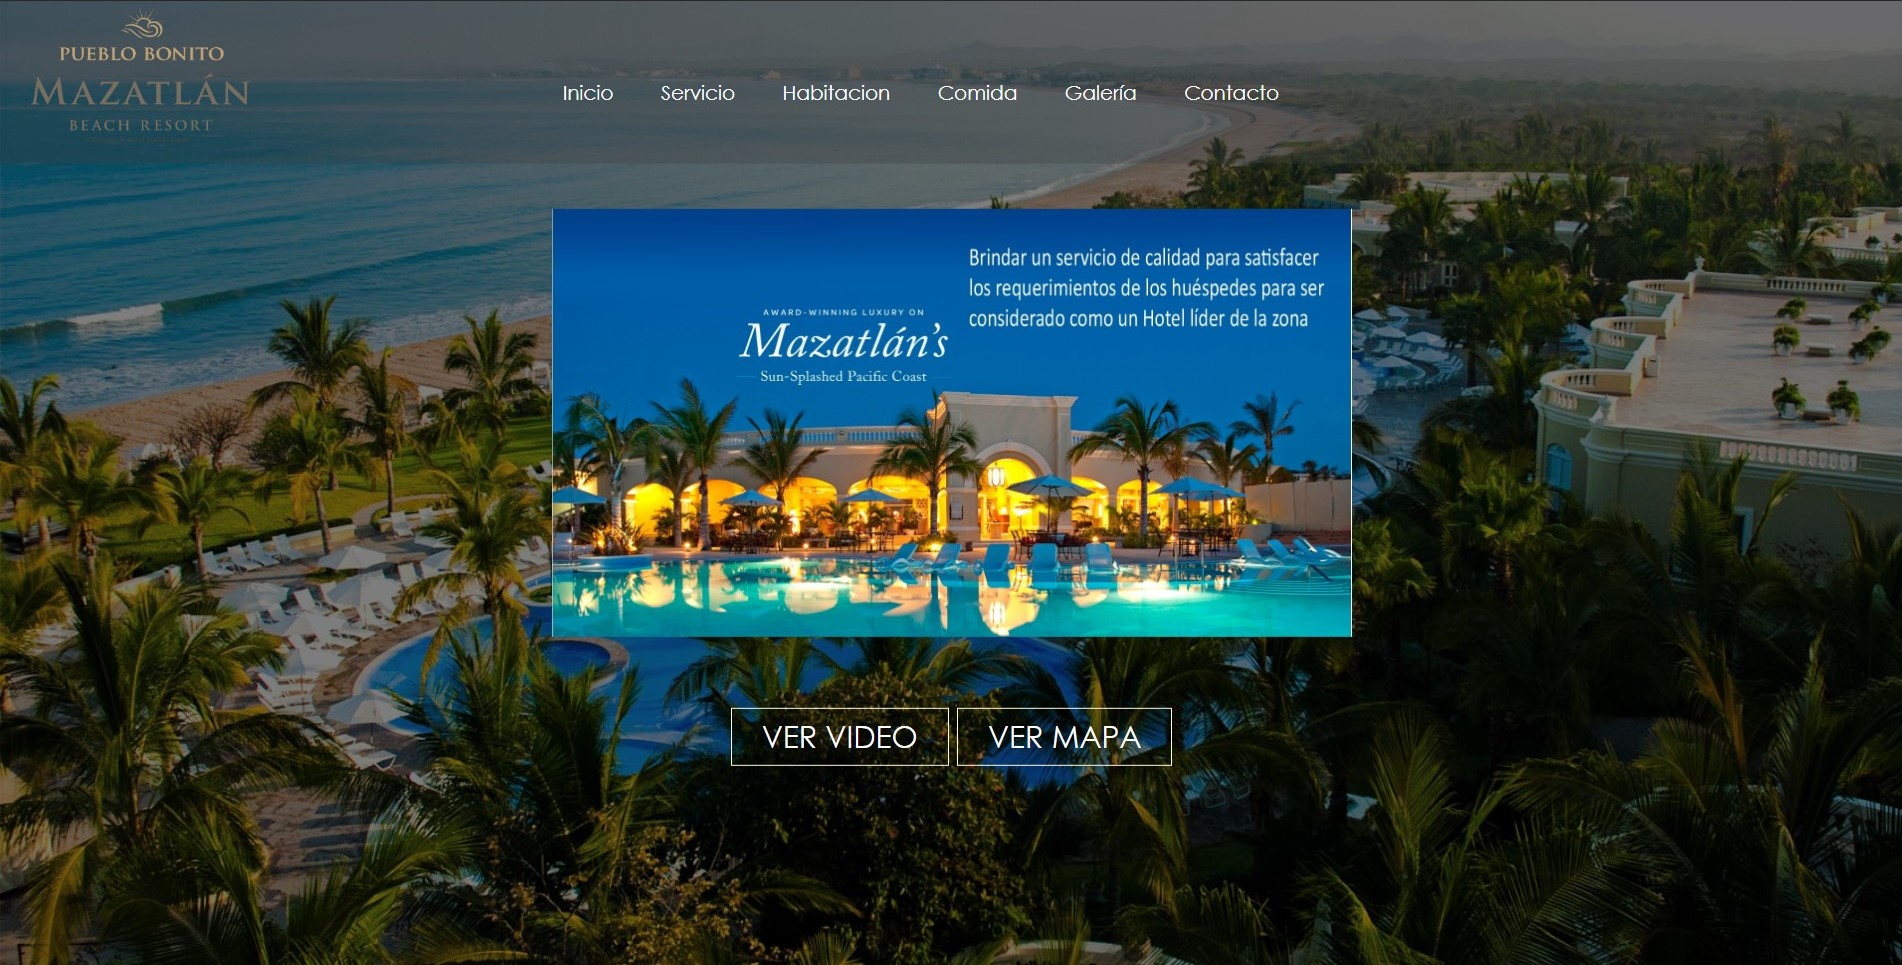 PUEBLO BONITO
MAZATLÁN
BEACH RESORT
Inicio
Servicio
Habitacion
Comida
Galería
Contacto
Brindar un servicio de calidad para satisfacer
los requerimientos de los huéspedes para ser
considerado como un Hotel líder de la zona
AWARD-WINNING LUXURY ON
Mazatlán's
Sun-Splashed Pacific Coast
VER VIDEO
VER MAPA